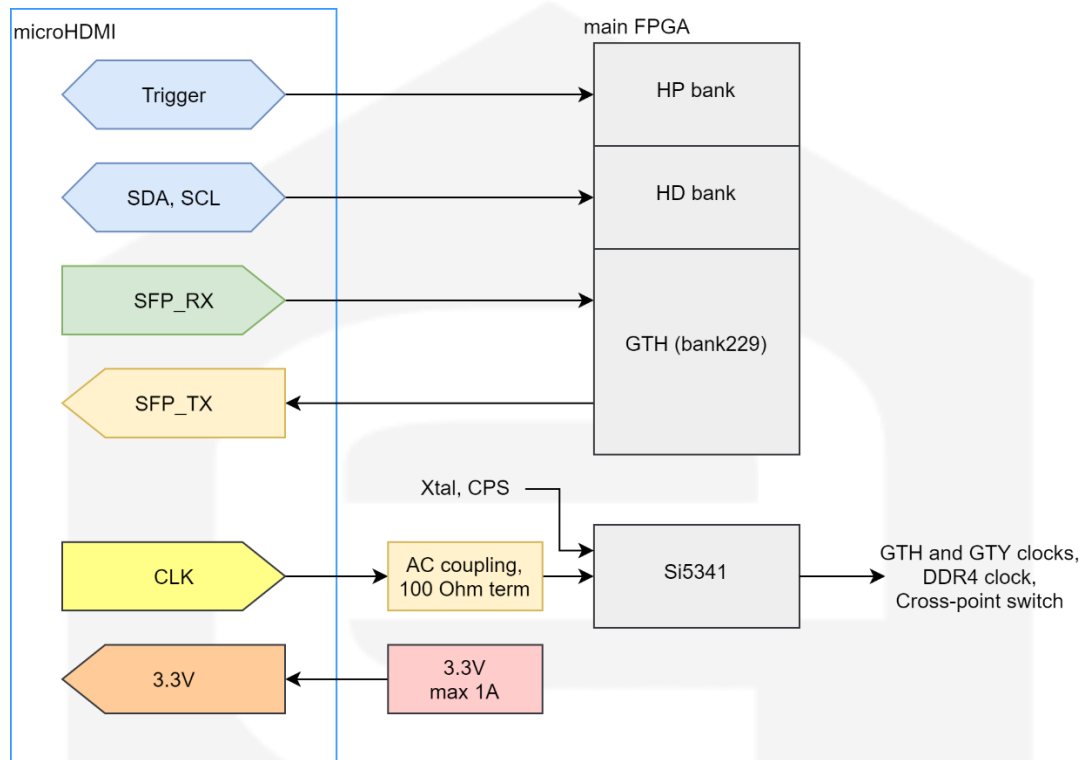 microHDMI
main FPGA
Trigger
HP bank
SDA, SCL
HD bank
SFP_RX
GTH (bank229)
SFP_TX
Xtal, CPS
CLK
AC coupling,
100 Ohm term
Si5341
GTH and GTY clocks,
DDR4 clock,
Cross-point switch
3.3V
3.3V
max 1A